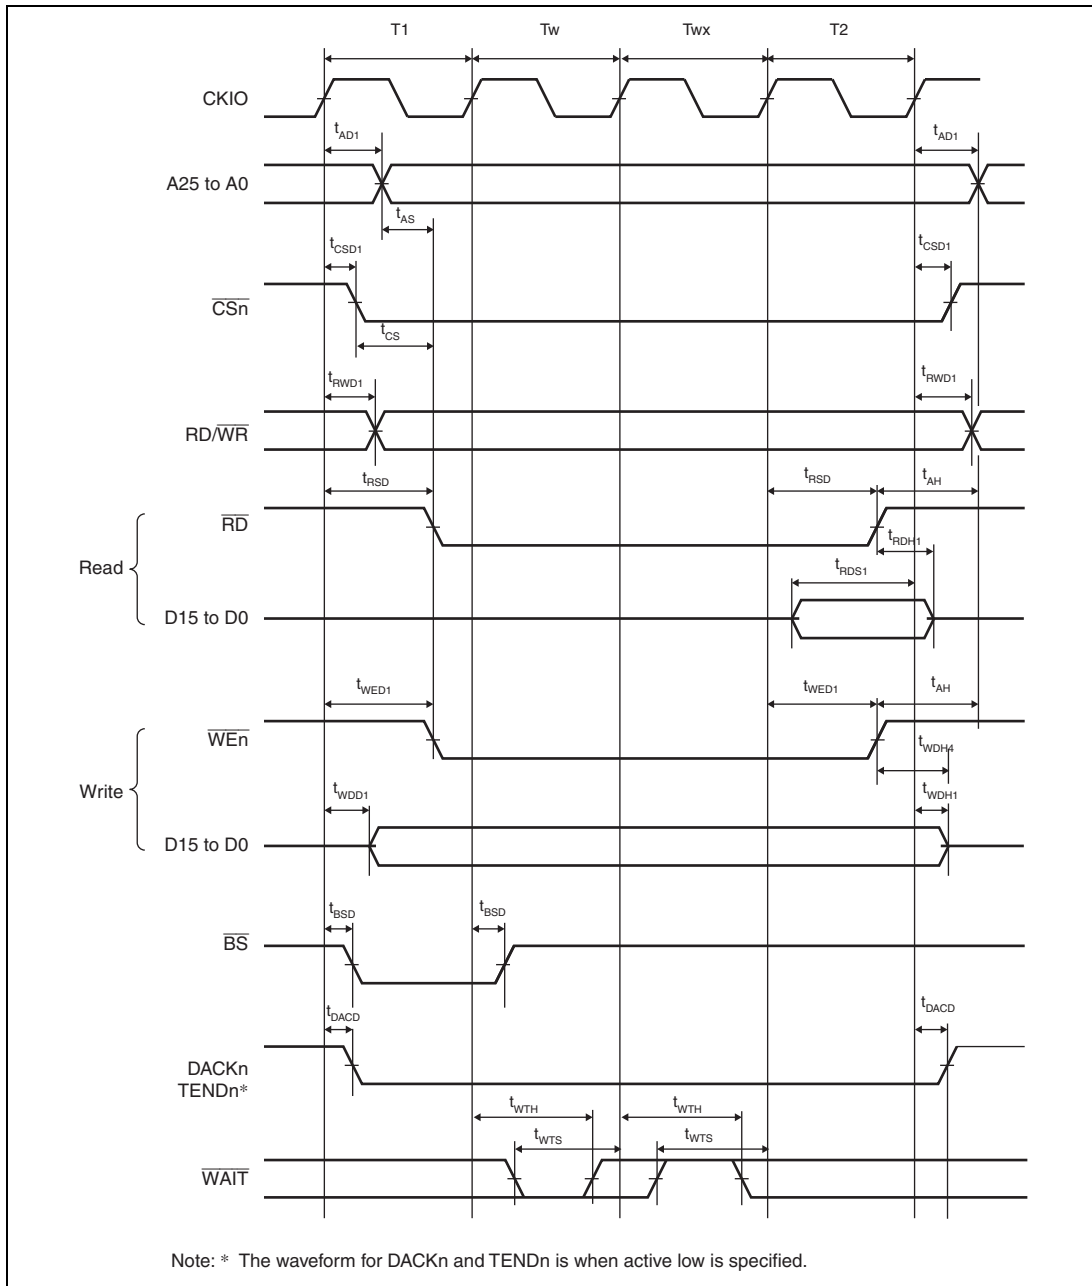 T1 Tw Twx T2
CKIO
tAD1 tAD1
A25 to A0
tAS
tCSD1 tCSD1
CSn
tCS
tRWD1 tRWD1
RD/WR
tRSD tRSD tAH
RD
tRDH1
Read
tRDS1
D15 to D0
tWED1 tWED1 tAH
WEn
tWDH4
Write
tWDD1 tWDH1
D15 to D0
tBSD tBSD
BS
tDACD tDACD
DACKn
TENDn*
tWTH tWTH
tWTS tWTS
WAIT
Note: * The waveform for DACKn and TENDn is when active low is specified.